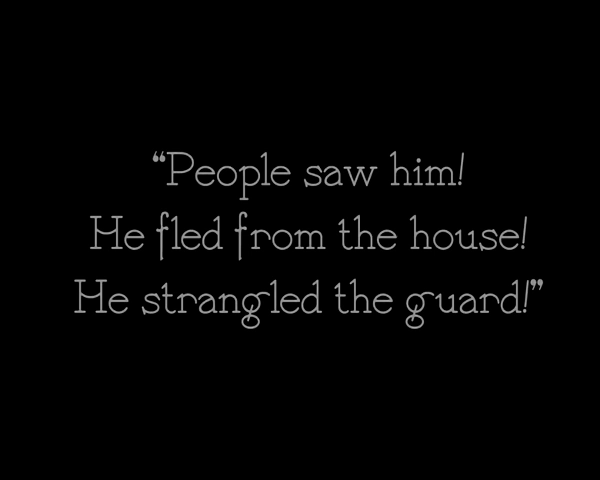 “People saw him!
He fled from the house!
He strangled the guard!”